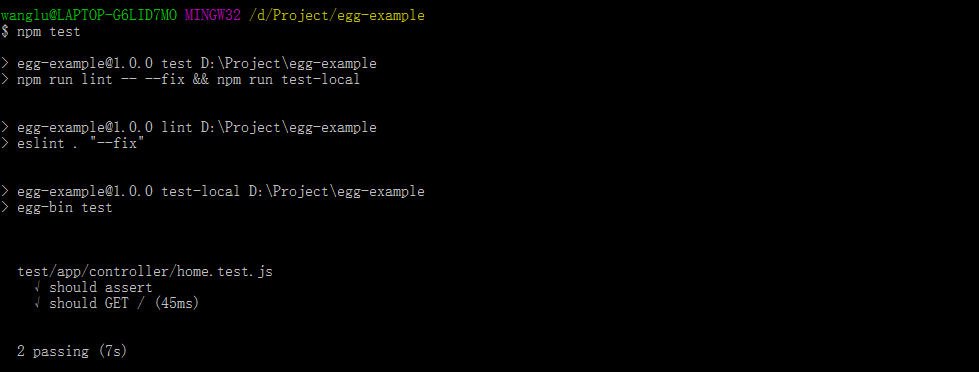 wanglu@LAPTOP-G6LID7MO MINGW32 /d/Project/egg-example
$ npm test
> egg-example@1.0.0 test D:\Project\egg-example
> npm run lint -- --fix && npm run test-local
> egg-example@1.0.0 lint D:\Project\egg-example
> eslint . "--fix"
> egg-example@1.0.0 test-local D:\Project\egg-example
> egg-bin test
test/app/controller/home.test.js
√ should assert
√ should GET / (45ms)
2 passing (7s)